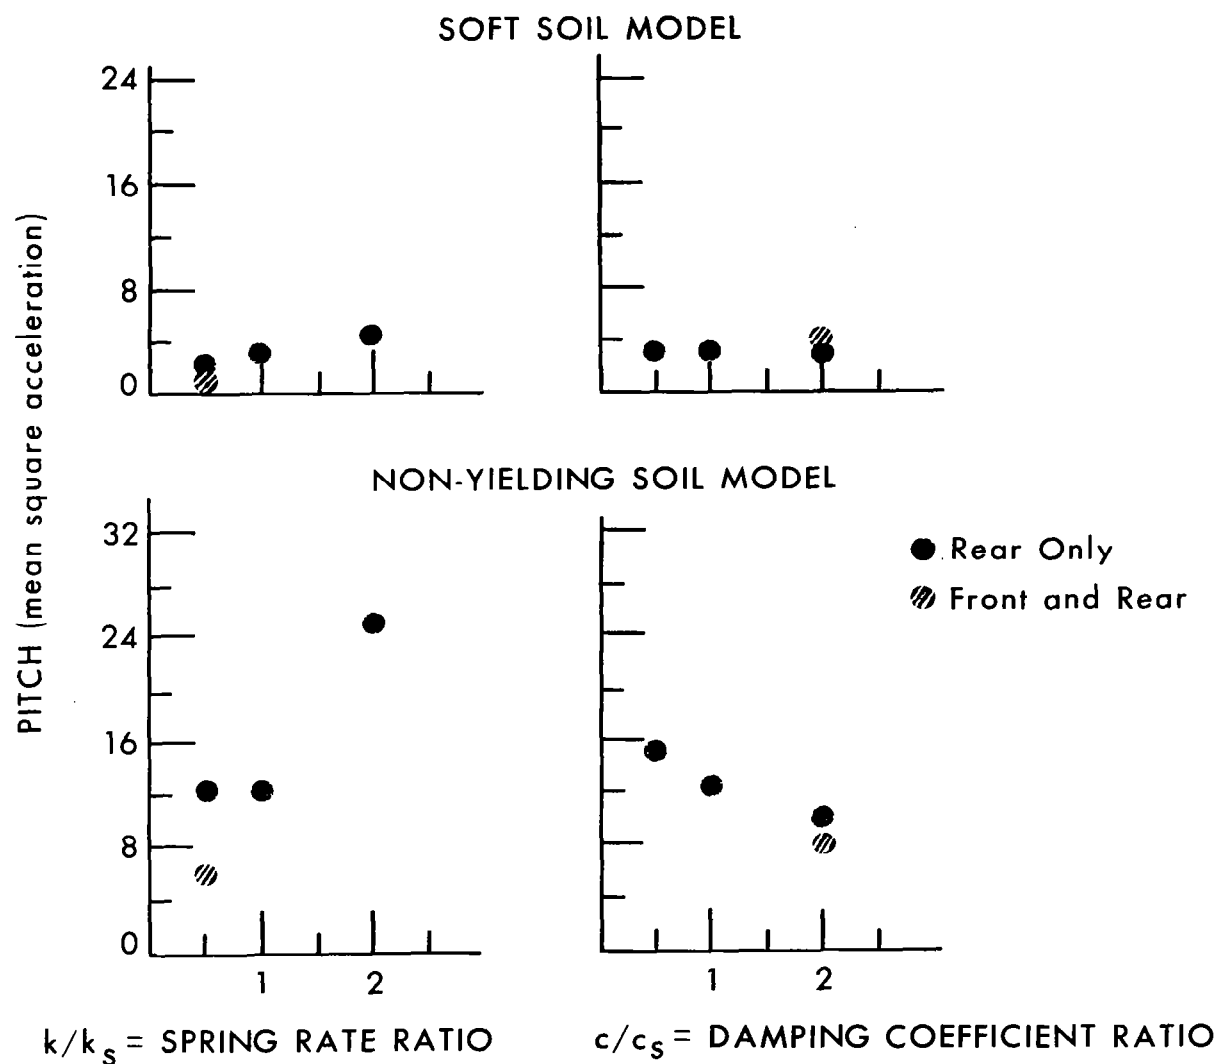 SOFT SOIL MODEL
24
16
8
0
PITCH (mean square acceleration)
NON-YIELDING SOIL MODEL
32
24
16
8
0
Rear Only
Front and Rear
1 2
1 2
k/ks = SPRING RATE RATIO
c/cs = DAMPING COEFFICIENT RATIO